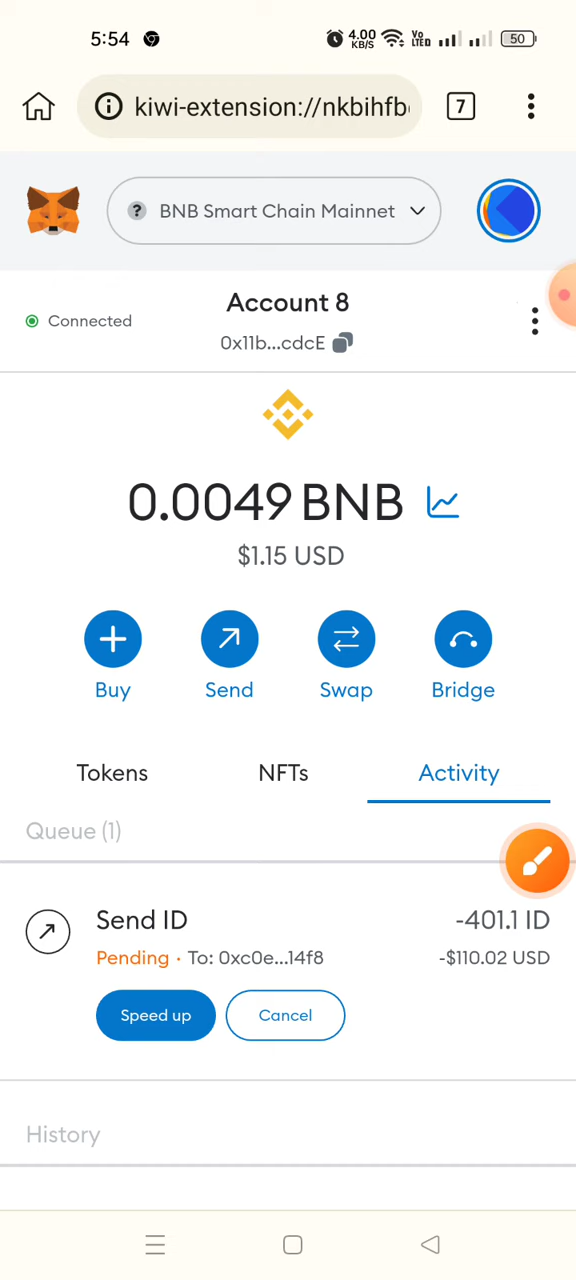 5:54 4.00 KB/S Vo LTED 50
kiwi-extension://nkbihfb
7
? BNB Smart Chain Mainnet
Connected
Account 8
0x11b...cdcE
0.0049 BNB
$1.15 USD
Buy Send Swap Bridge
Tokens NFTs Activity
Queue (1)
Send ID -401.1 ID
Pending · To: 0xc0e...14f8 -$110.02 USD
Speed up Cancel
History